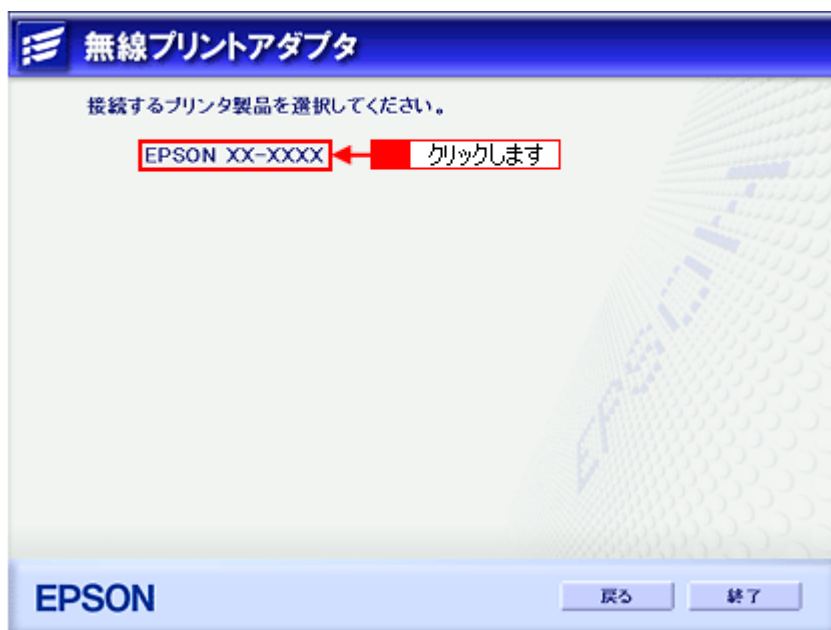 無線プリントアダプタ
接続するプリンタ製品を選択してください。
EPSON XX-XXXX クリックします
EPSON
EPSON 戻る 終了